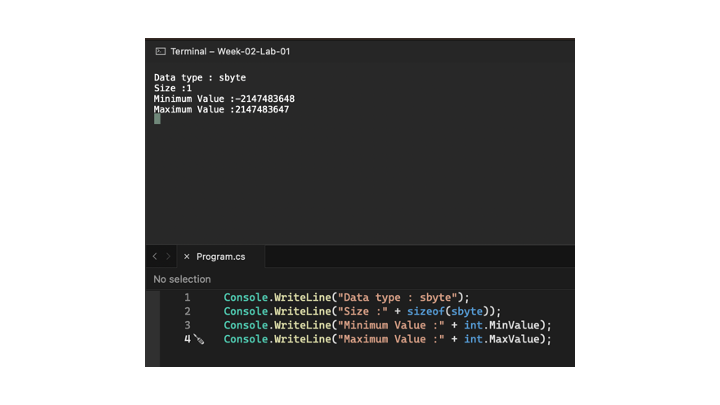 Terminal – Week-02-Lab-01
Data type : sbyte
Size :1
Minimum Value :-2147483648
Maximum Value :2147483647
Program.cs
No selection
1 Console.WriteLine("Data type : sbyte");
2 Console.WriteLine("Size :" + sizeof(sbyte));
3 Console.WriteLine("Minimum Value :" + int.MinValue);
4 Console.WriteLine("Maximum Value :" + int.MaxValue);